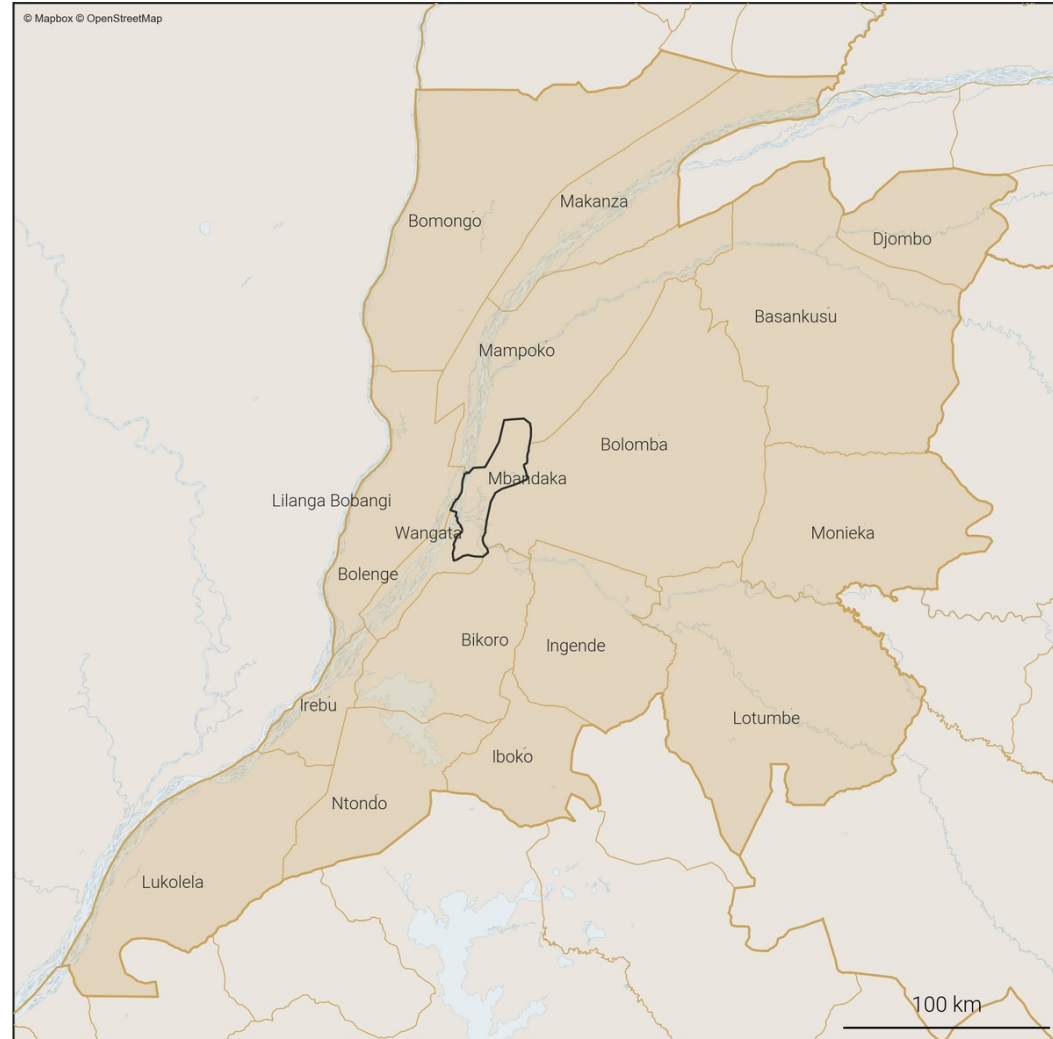 © Mapbox © OpenStreetMap
Makanza
Bomongo
Djombo
Basankusu
Mampoko
Bolomba
Mbandaka
Lilanga Bobangi
Wangata
Monieka
Bolenge
Bikoro
Ingende
Irebu
Lotumbe
Iboko
Ntondo
Lukolela
100 km